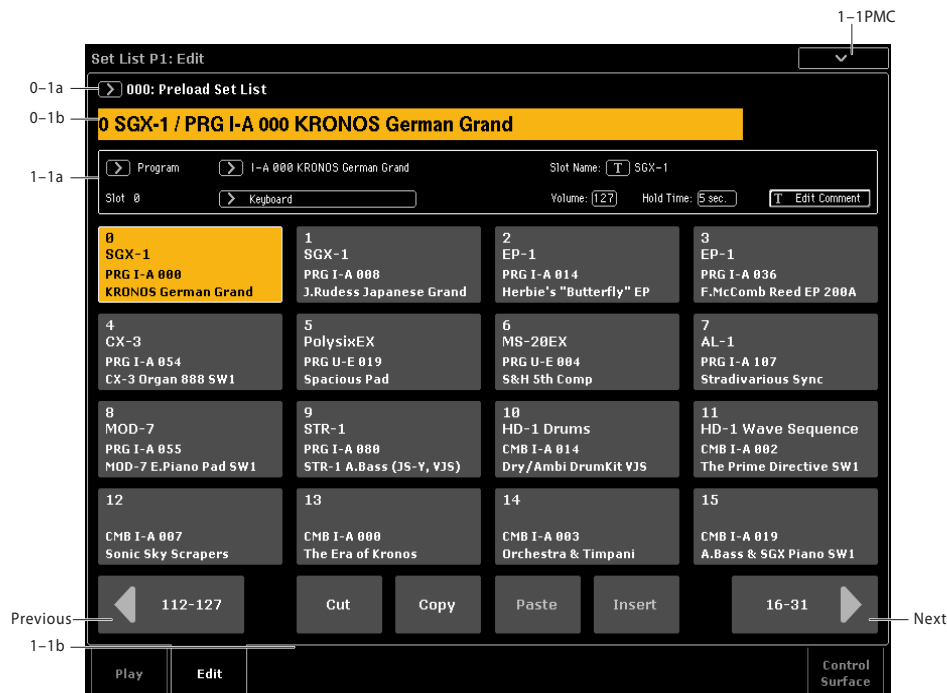 1–1PMC
Set List P1: Edit
0–1a
000: Preload Set List
0–1b
0 SGX-1 / PRG I-A 000 KRONOS German Grand
1–1a
Program I-A 000 KRONOS German Grand Slot Name: T SGX-1
Slot 0 Keyboard Volume: 127 Hold Time: 5 sec. T Edit Comment
0
SGX-1
PRG I-A 000
KRONOS German Grand
1
SGX-1
PRG I-A 008
J.Rudess Japanese Grand
2
EP-1
PRG I-A 014
Herbie's "Butterfly" EP
3
EP-1
PRG I-A 036
F.McComb Reed EP 200A
4
CX-3
PRG I-A 054
CX-3 Organ 888 SW1
5
PolysixEX
PRG U-E 019
Spacious Pad
6
MS-20EX
PRG U-E 004
S&H 5th Comp
7
AL-1
PRG I-A 107
Stradivarious Sync
8
MOD-7
PRG I-A 055
MOD-7 E.Piano Pad SW1
9
STR-1
PRG I-A 080
STR-1 A.Bass (JS-Y, VJS)
10
HD-1 Drums
CMB I-A 014
Dry/Ambi DrumKit VJS
11
HD-1 Wave Sequence
CMB I-A 002
The Prime Directive SW1
12
CMB I-A 007
Sonic Sky Scrapers
13
CMB I-A 000
The Era of Kronos
14
CMB I-A 003
Orchestra & Timpani
15
CMB I-A 019
A.Bass & SGX Piano SW1
112-127
Cut
Copy
Paste
Insert
16-31
Previous
Next
1–1b
Play
Edit
Control
Surface